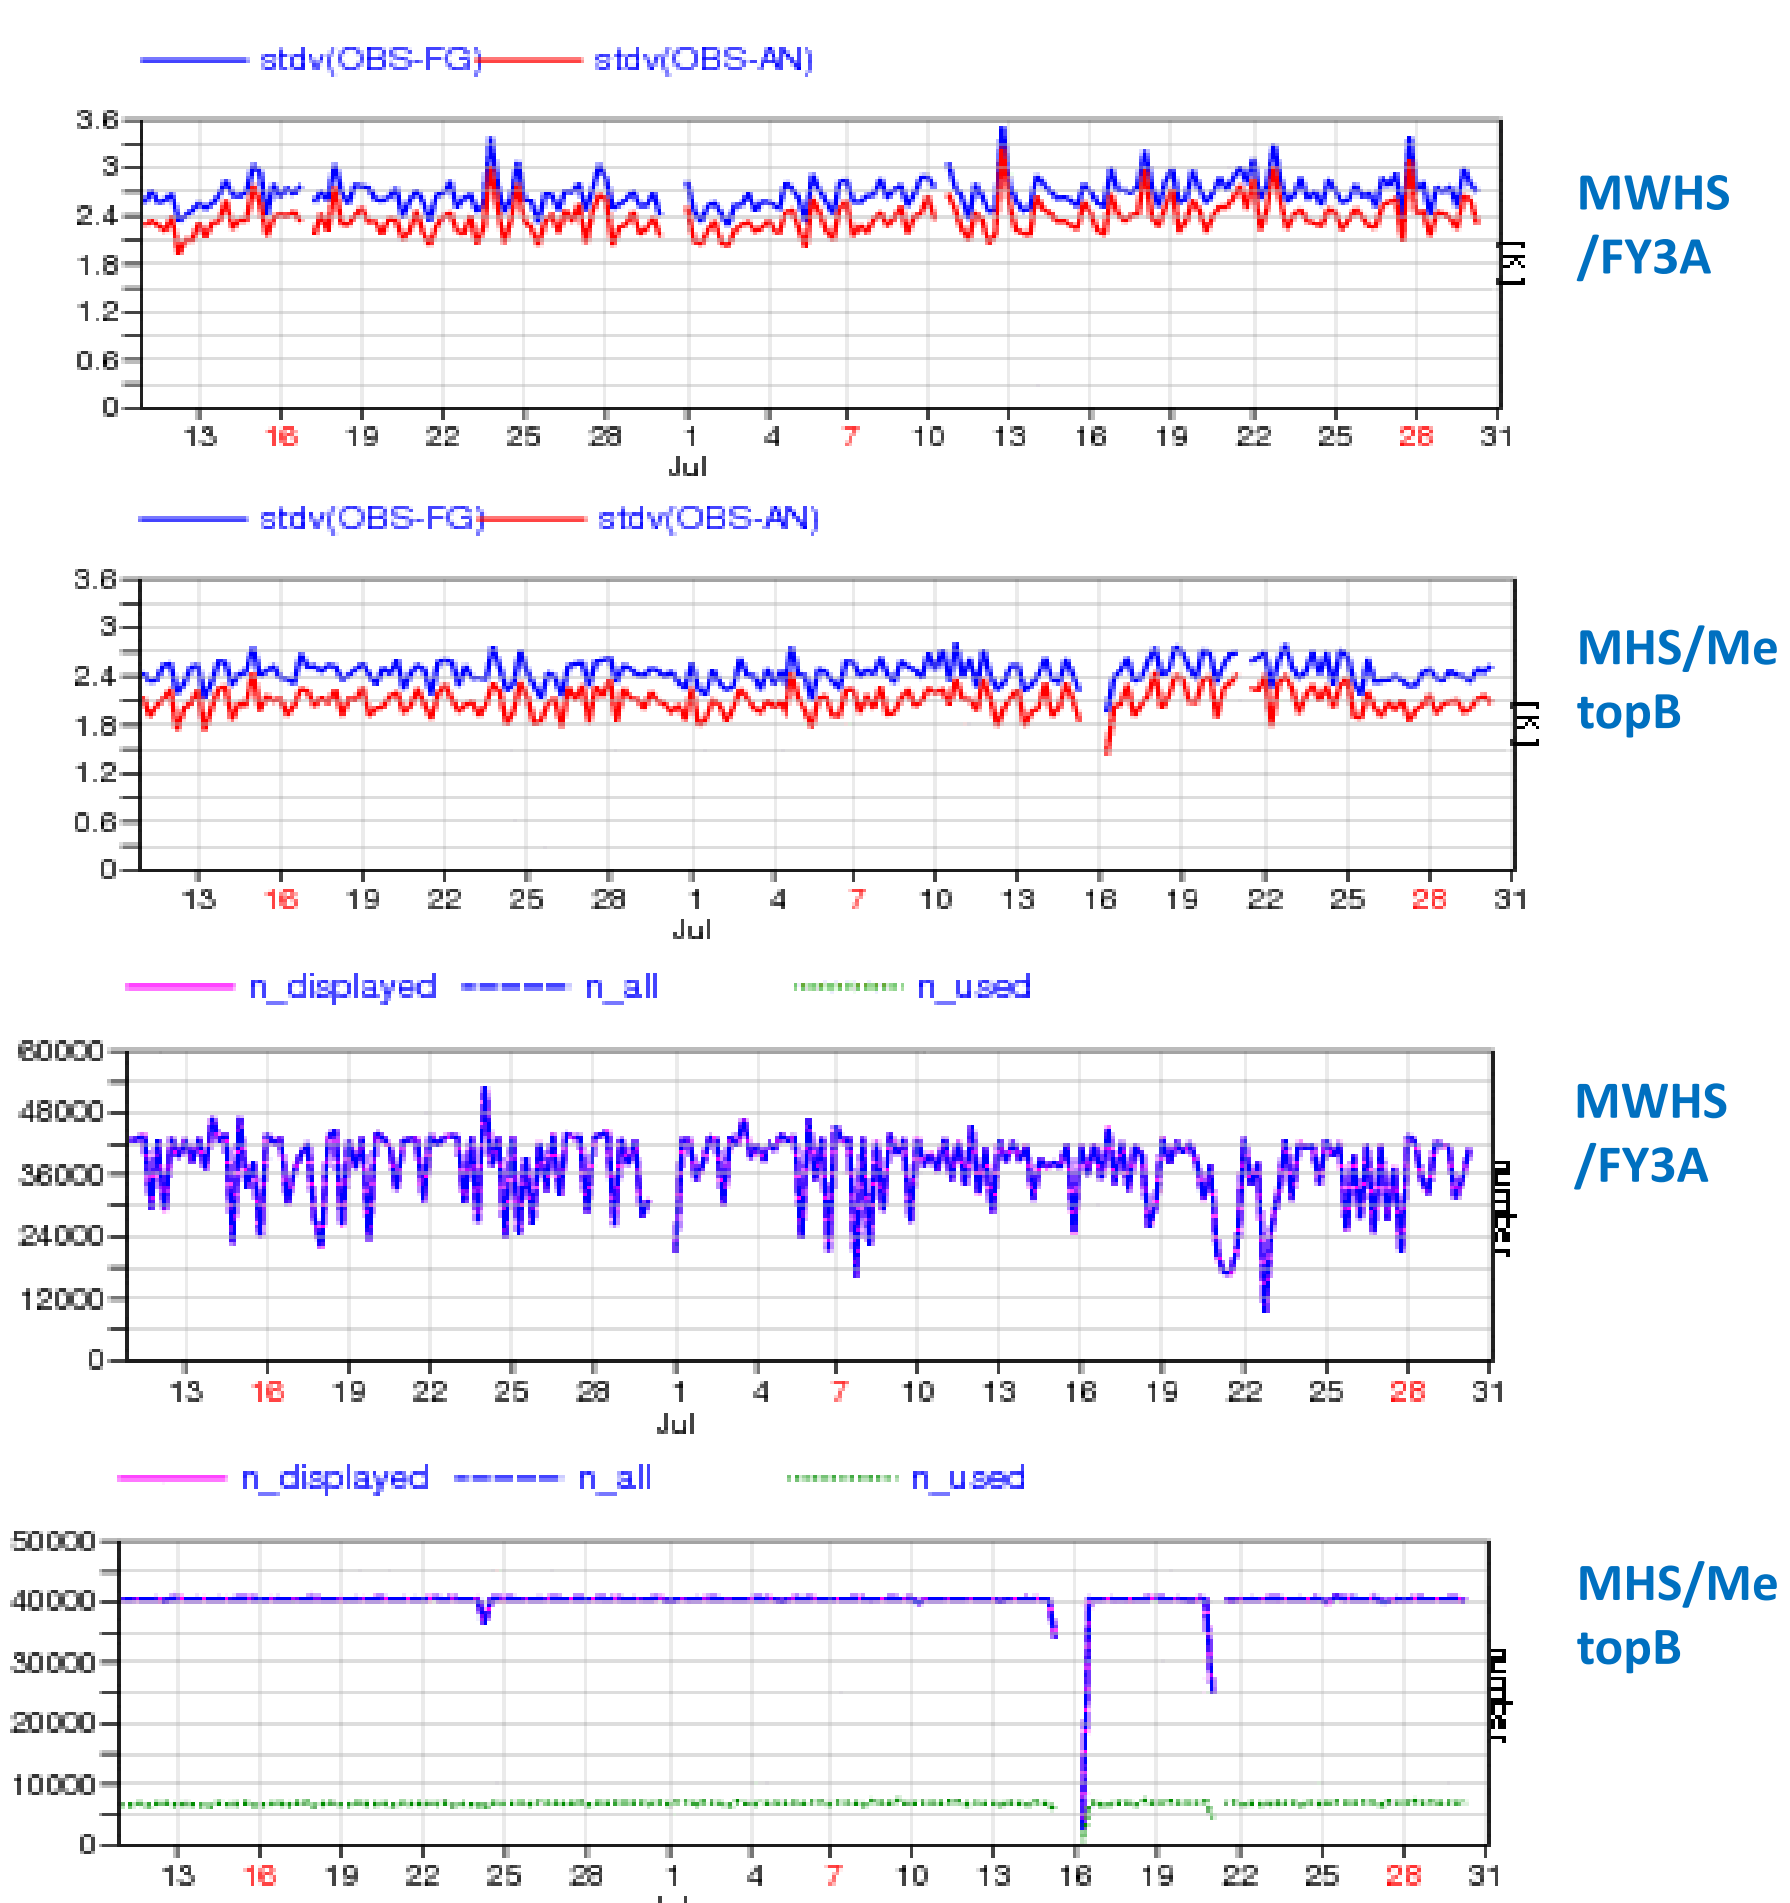 stdv(OBS-FG) stdv(OBS-AN)
3.6
3
2.4
1.8
1.2
0.6
0
[K]
13 16 19 22 25 28 1 4 7 10 13 16 19 22 25 28 31
Jul
MWHS
/FY3A
stdv(OBS-FG) stdv(OBS-AN)
3.6
3
2.4
1.8
1.2
0.6
0
[K]
13 16 19 22 25 28 1 4 7 10 13 16 19 22 25 28 31
Jul
MHS/Me
topB
n_displayed n_all n_used
60000
48000
36000
24000
12000
0
number
13 16 19 22 25 28 1 4 7 10 13 16 19 22 25 28 31
Jul
MWHS
/FY3A
n_displayed n_all n_used
50000
40000
30000
20000
10000
0
number
13 16 19 22 25 28 1 4 7 10 13 16 19 22 25 28 31
MHS/Me
topB